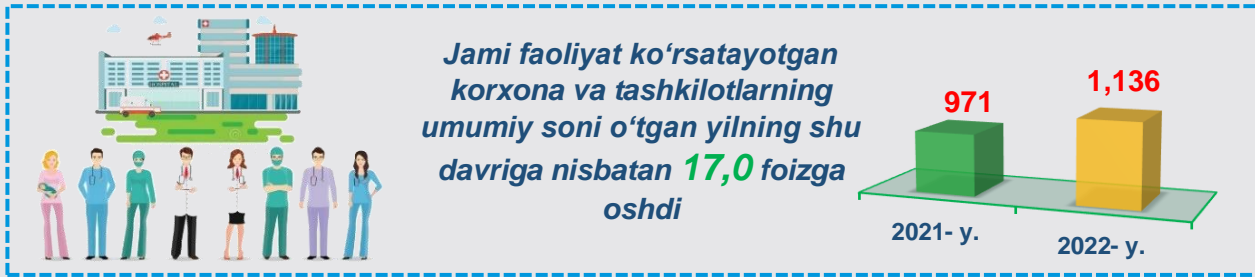 HOSPITAL
Jami faoliyat ko‘rsatayotgan
korxona va tashkilotlarning
umumiy soni o‘tgan yilning shu
davriga nisbatan 17,0 foizga
oshdi
971
1,136
2021- y.
2022- y.